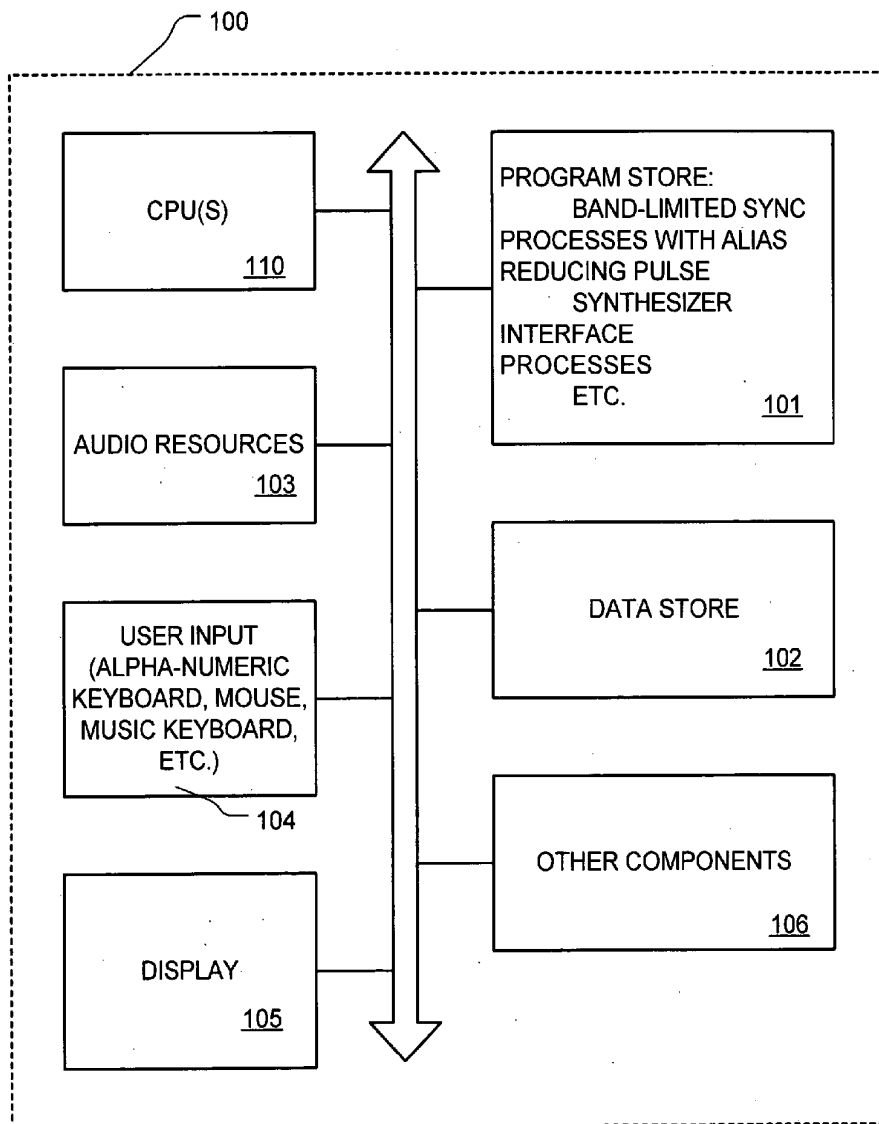 100
CPU(S)
110
PROGRAM STORE:
BAND-LIMITED SYNC
PROCESSES WITH ALIAS
REDUCING PULSE
SYNTHESIZER
INTERFACE
PROCESSES
ETC.
101
AUDIO RESOURCES
103
USER INPUT
(ALPHA-NUMERIC
KEYBOARD, MOUSE,
MUSIC KEYBOARD,
ETC.)
104
DATA STORE
102
DISPLAY
105
OTHER COMPONENTS
106